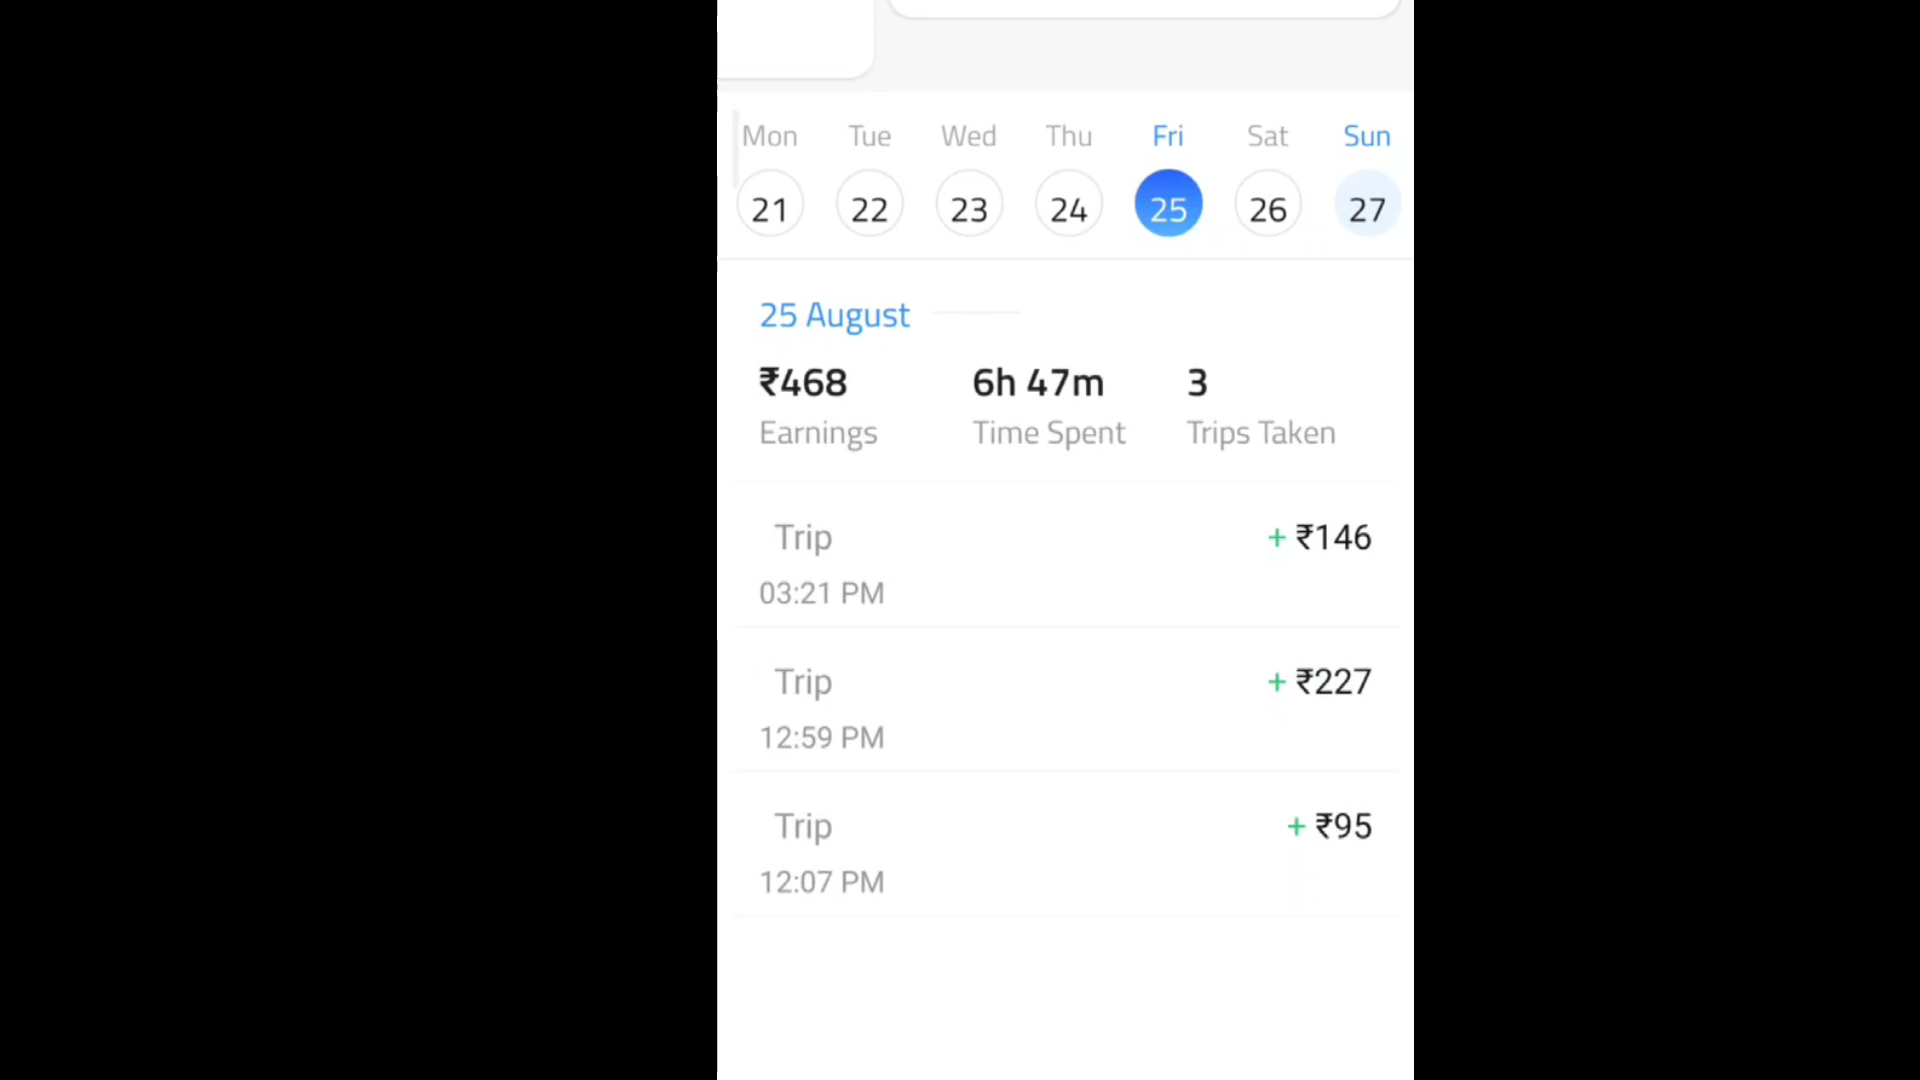 Mon Tue Wed Thu Fri Sat Sun
21 22 23 24 25 26 27
25 August
₹468 6h 47m 3
Earnings Time Spent Trips Taken
Trip + ₹146
03:21 PM
Trip + ₹227
12:59 PM
Trip + ₹95
12:07 PM